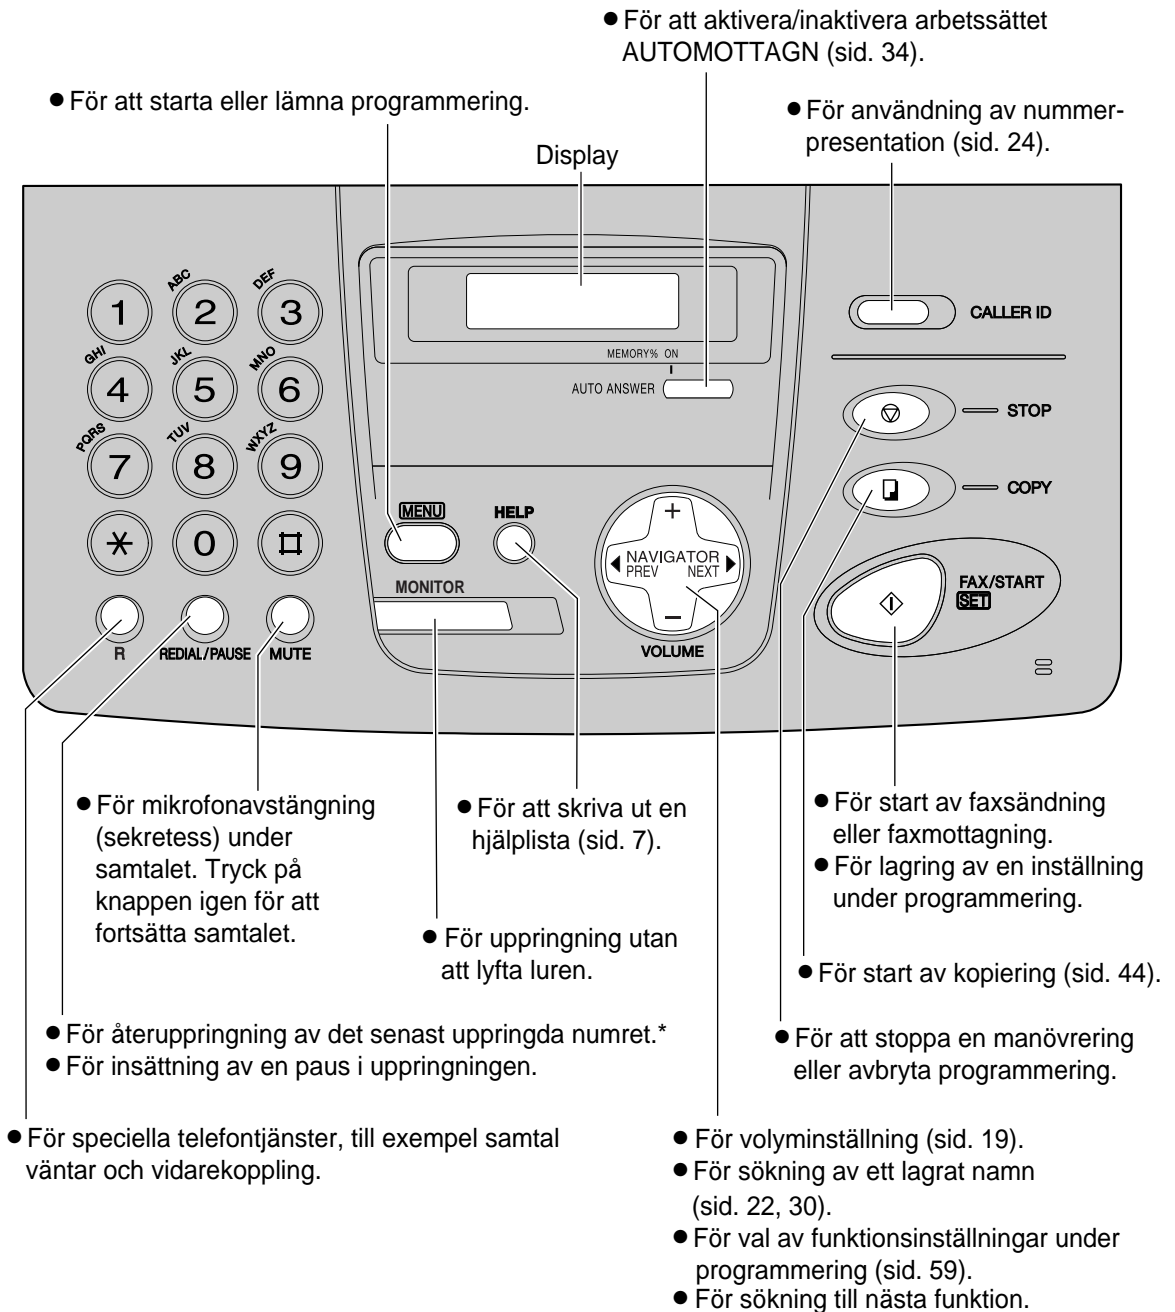 ● För att aktivera/inaktivera arbetssättet
AUTOMOTTAGN (sid. 34).
● För att starta eller lämna programmering.
● För användning av nummer-
presentation (sid. 24).
Display
1
ABC
2
DEF
3
GHI
4
JKL
5
MNO
6
PQRS
7
TUV
8
WXYZ
9
0
R
REDIAL/PAUSE
MUTE
MEMORY% ON
AUTO ANSWER
MENU
HELP
MONITOR
+
NAVIGATOR
PREV NEXT
−
VOLUME
CALLER ID
STOP
COPY
FAX/START
SET
● För mikrofonavstängning
(sekretess) under
samtalet. Tryck på
knappen igen för att
fortsätta samtalet.
● För att skriva ut en
hjälplista (sid. 7).
● För start av faxsändning
eller faxmottagning.
● För lagring av en inställning
under programmering.
● För uppringning utan
att lyfta luren.
● För start av kopiering (sid. 44).
● För återuppringning av det senast uppringda numret.*
● För insättning av en paus i uppringningen.
● För att stoppa en manövrering
eller avbryta programmering.
● För speciella telefontjänster, till exempel samtal
väntar och vidarekoppling.
● För volyminställning (sid. 19).
● För sökning av ett lagrat namn
(sid. 22, 30).
● För val av funktionsinställningar under
programmering (sid. 59).
● För sökning till nästa funktion.